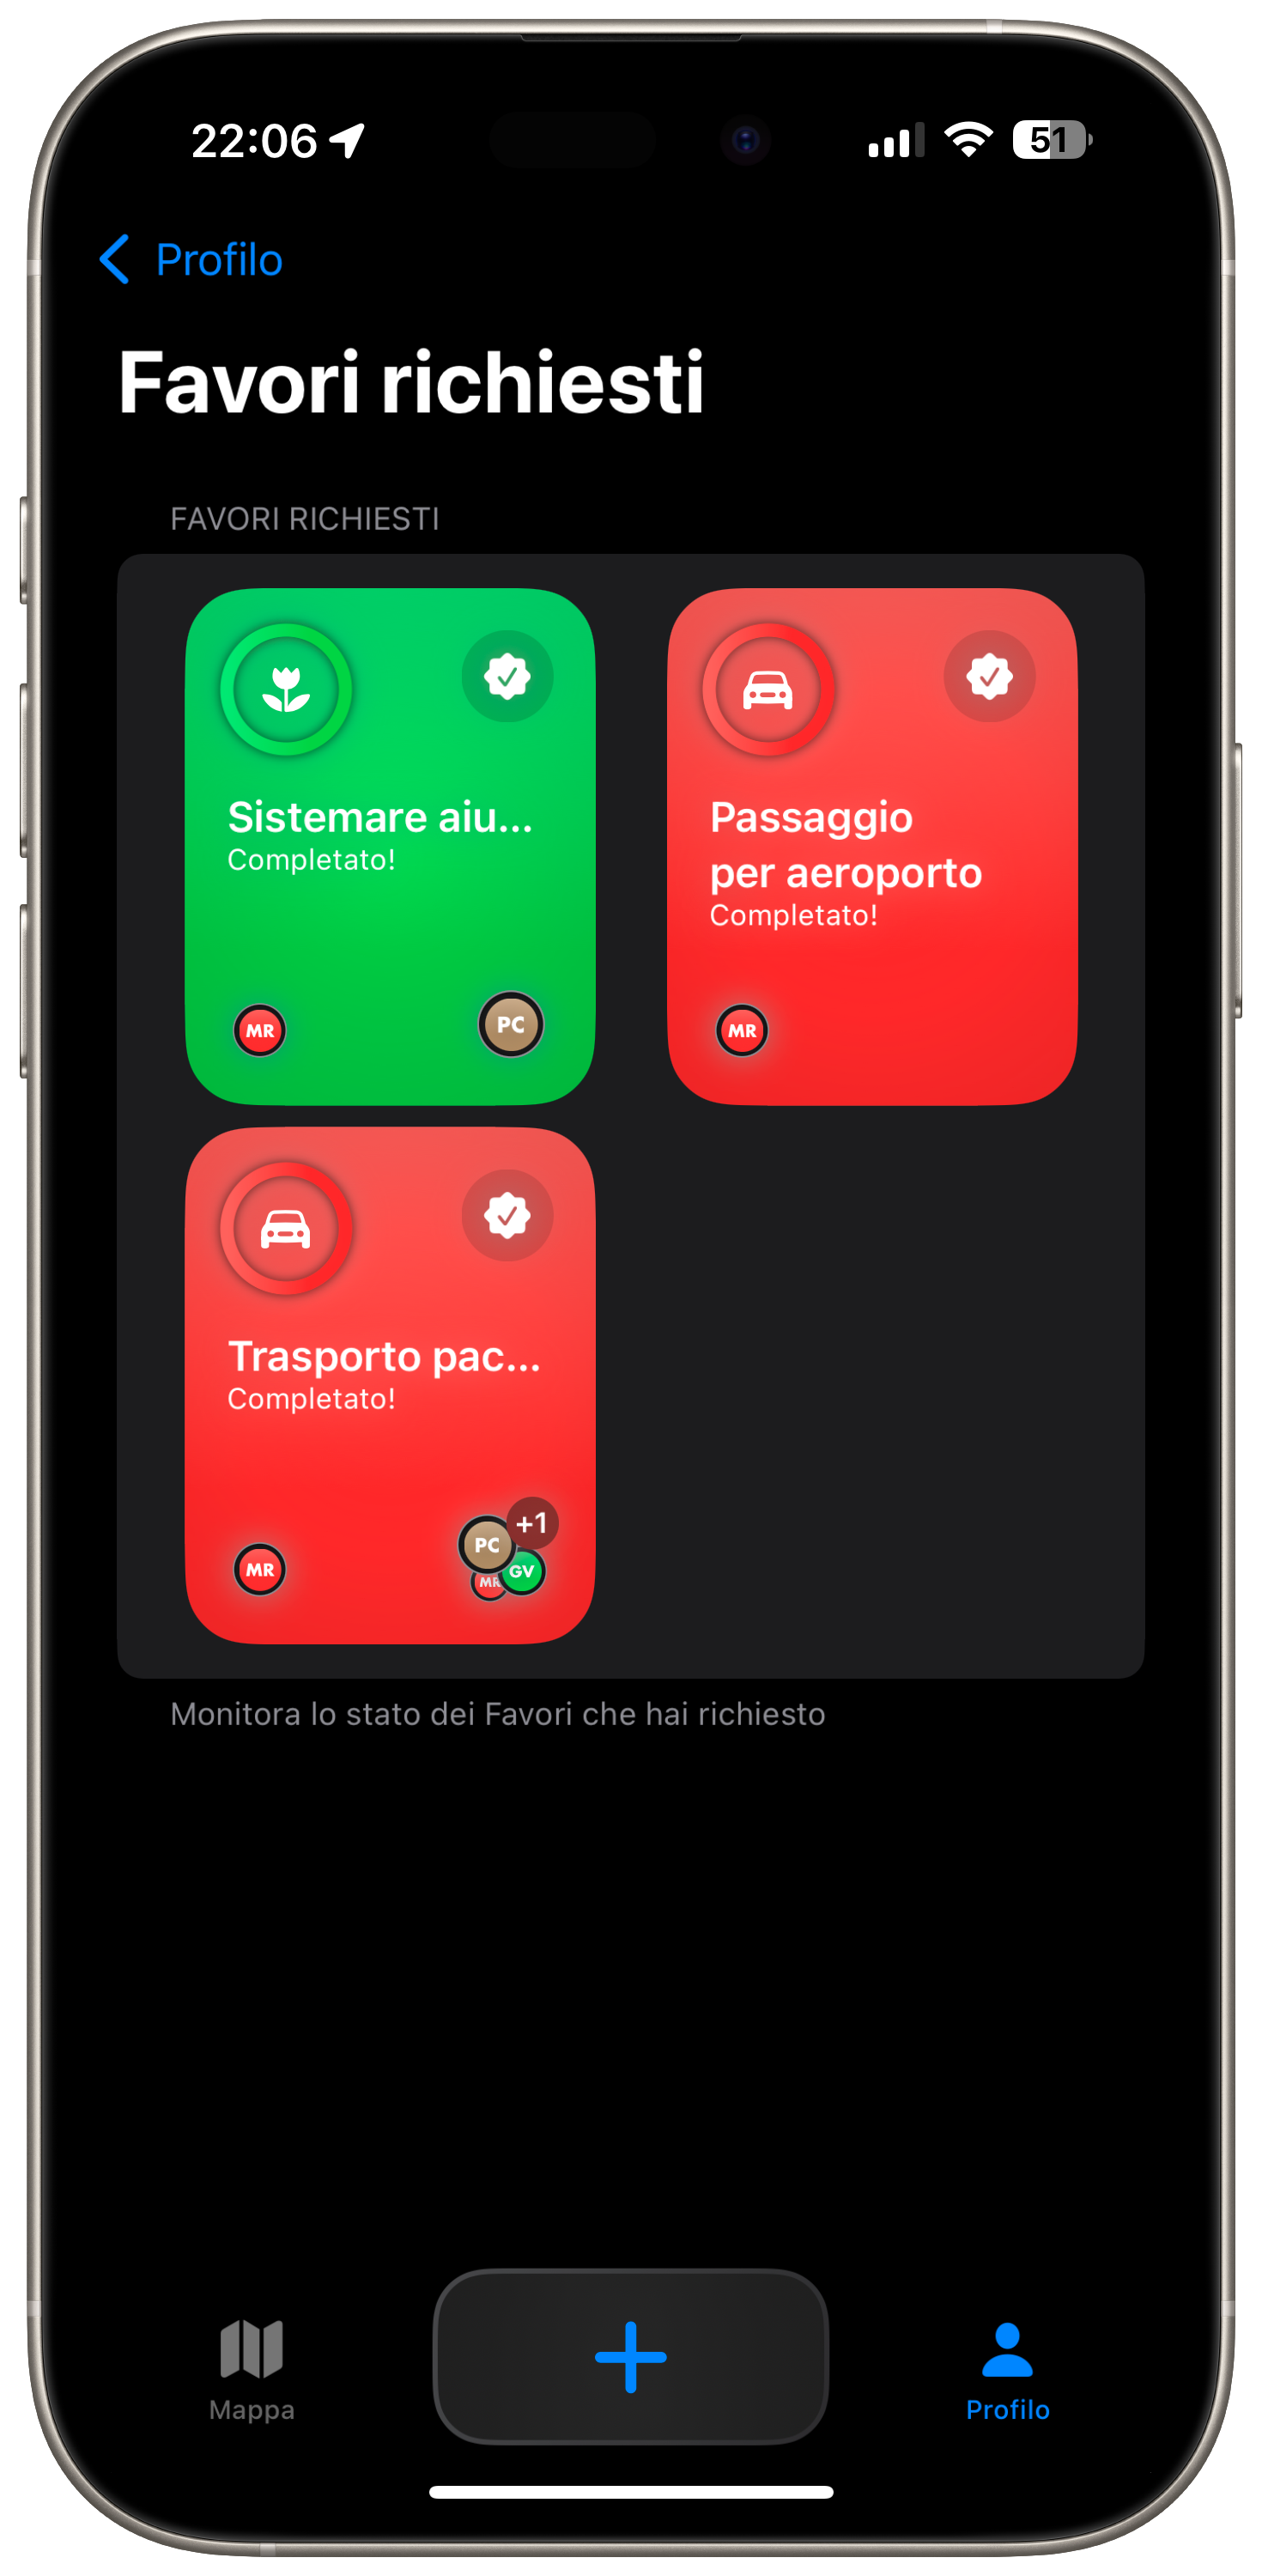 22:06
51
Profilo
Favori richiesti
FAVORI RICHIESTI
Sistemare aiu...
Completato!
MR
PC
Passaggio
per aeroporto
Completato!
MR
Trasporto pac...
Completato!
MR
PC
+1
MR
GV
Monitora lo stato dei Favori che hai richiesto
Mappa
Profilo